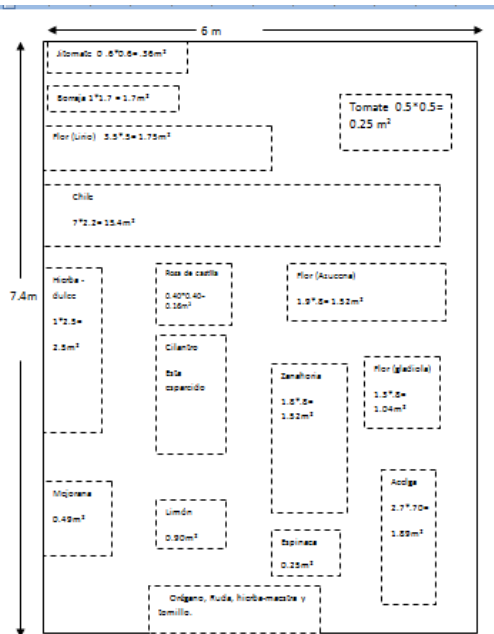 6 m
Jitomate 0 .6*0.6= .36m²
Borraja 1*1.7 = 1.7m²
Tomate 0.5*0.5=
0.25 m²
Flor (Lirio) 3.5*.5= 1.75m²
Chile
7*2.2= 15.4m²
7.4m
Hierba -
dulce
1*2.5=
2.5m²
Rosa de castilla
0.40*0.40=
0.16m²
Flor (Azucena)
1.9*.8= 1.52m²
Cilantro
Esta
esparcido
Zanahoria
1.8*.8=
1.52m²
Flor (gladiola)
1.3*.8=
1.04m²
Mejorana
0.49m²
Limón
0.90m²
Acelga
2.7*.70=
1.89m²
Espinaca
0.25m²
Orégano, Ruda, hierba-maestra y
tomillo.